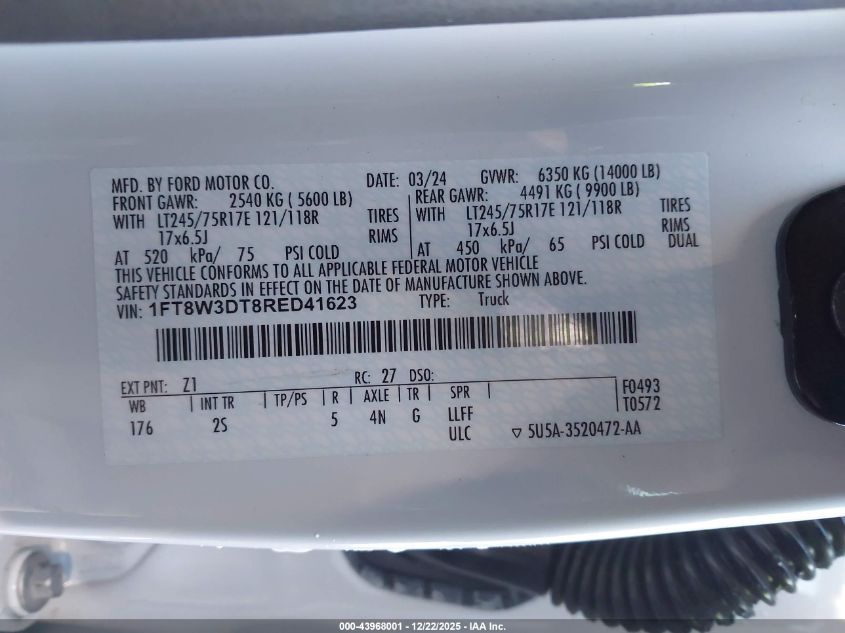 MFD. BY FORD MOTOR CO. DATE: 03/24 GVWR: 6350 KG (14000 LB)
FRONT GAWR: 2540 KG ( 5600 LB) REAR GAWR: 4491 KG ( 9900 LB)
WITH LT245/75R17E 121/118R TIRES WITH LT245/75R17E 121/118R TIRES
17x6.5J RIMS 17x6.5J RIMS
AT 520 kPa/ 75 PSI COLD AT 450 kPa/ 65 PSI COLD DUAL
THIS VEHICLE CONFORMS TO ALL APPLICABLE FEDERAL MOTOR VEHICLE
SAFETY STANDARDS IN EFFECT ON THE DATE OF MANUFACTURE SHOWN ABOVE.
VIN: 1FT8W3DT8RED41623 TYPE: Truck
EXT PNT: Z1 RC: 27 DSO: F0493
WB INT TR TP/PS R AXLE TR SPR T0572
176 2S 5 4N G LLFF
ULC ▽ 5U5A-3520472-AA
000-43968001 - 12/22/2025 - IAA Inc.